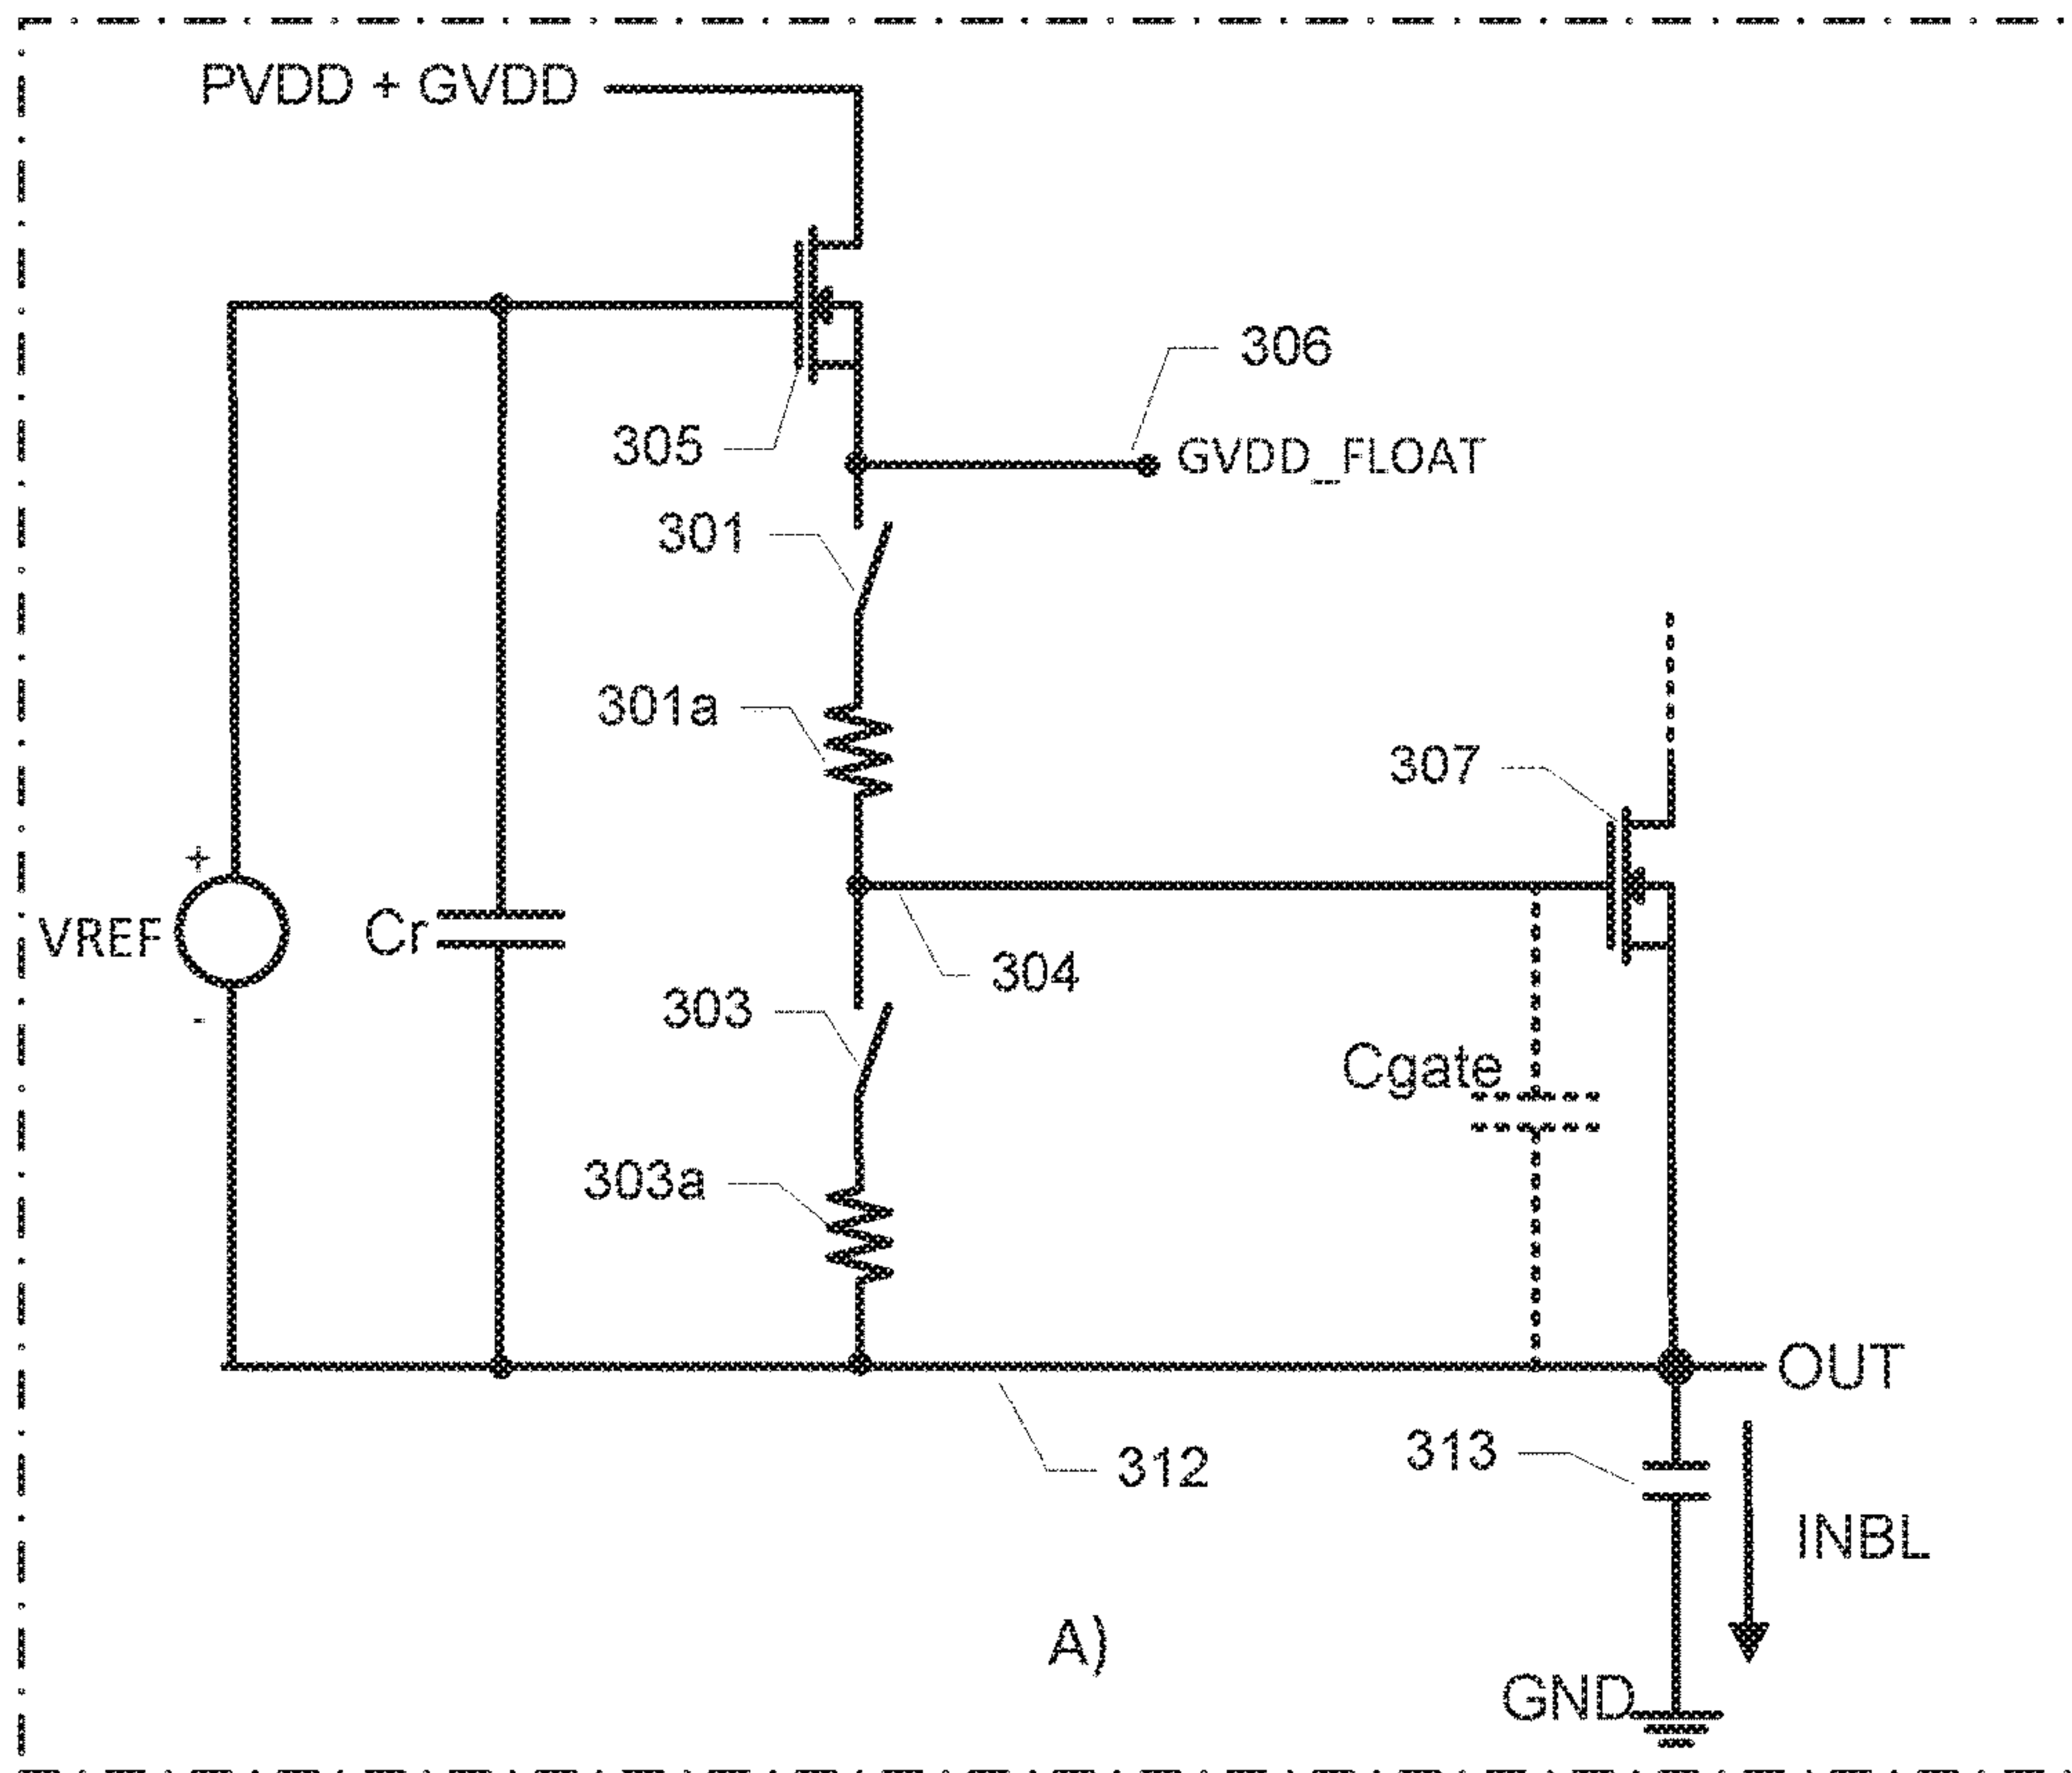 PVDD + GVDD
306
305
GVDD_FLOAT
301
301a
307
+
VREF
Cr
304
303
-
Cgate
303a
OUT
312
313
INBL
A)
GND